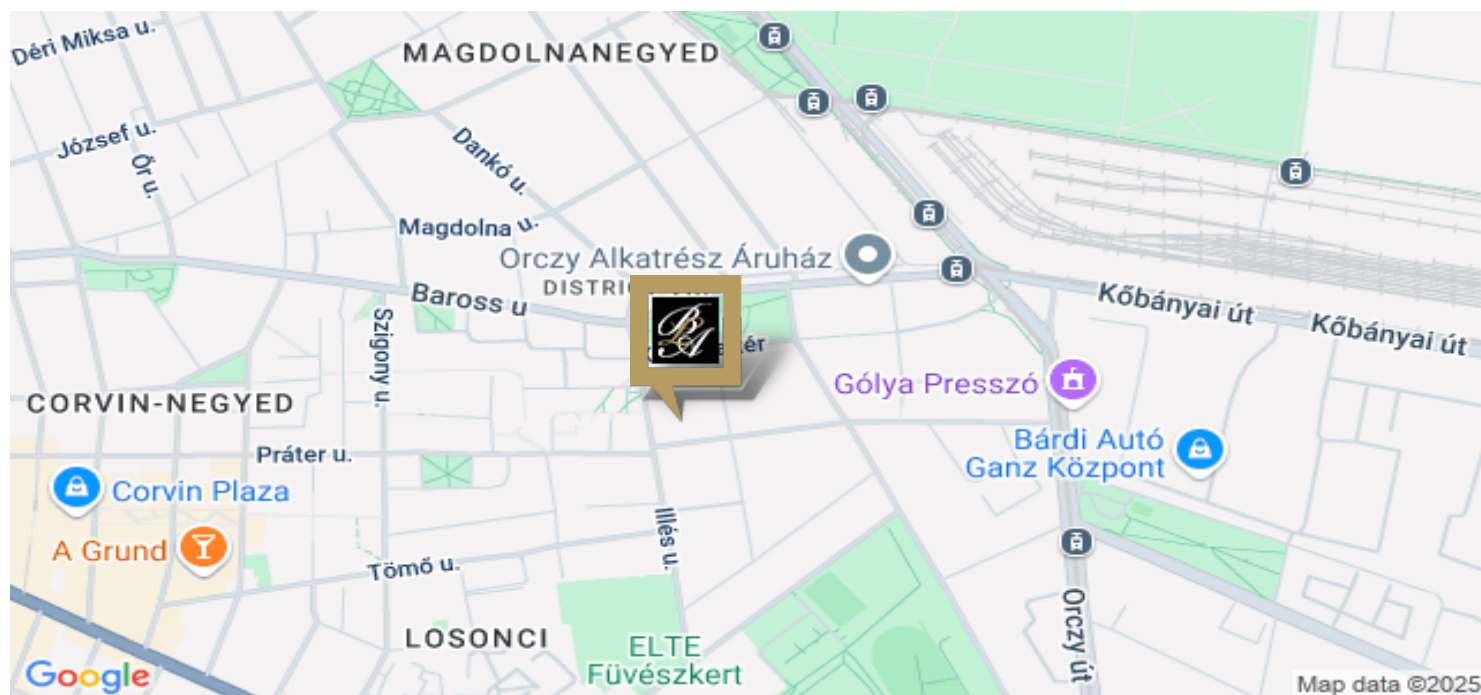 Déri Miksa u.
MAGDOLNANEGYED
József u.
Őr u.
Dankó u.
Magdolna u.
Orczy Alkatrész Áruház
Baross u
Szigony u.
BA
Kőbányai út
Kőbányai út
Gólya Presszó
CORVIN-NEGYED
Bárdi Autó
Ganz Központ
Práter u.
Corvin Plaza
Illés u.
A Grund
Tömő u.
Orczy út
LOSONCI
ELTE
Füvészkert
Google
Map data ©2025